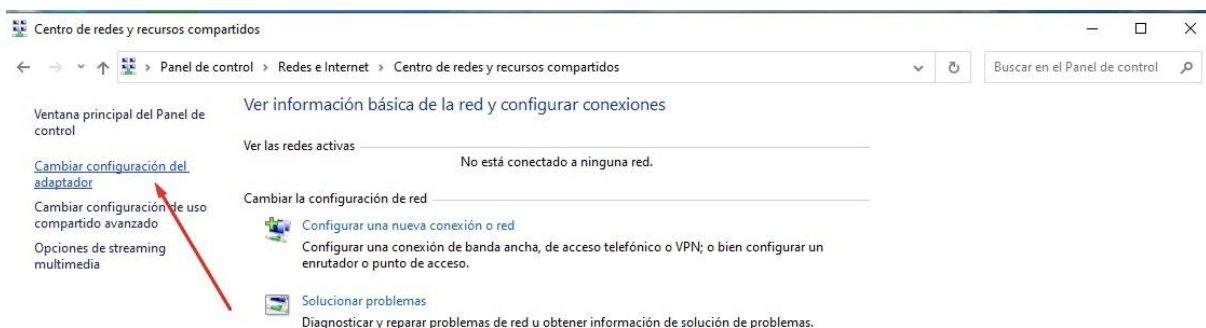 Centro de redes y recursos compartidos
Panel de control > Redes e Internet > Centro de redes y recursos compartidos
Buscar en el Panel de control
Ventana principal del Panel de
control
Cambiar configuración del
adaptador
Cambiar configuración de uso
compartido avanzado
Opciones de streaming
multimedia
Ver información básica de la red y configurar conexiones
Ver las redes activas
No está conectado a ninguna red.
Cambiar la configuración de red
Configurar una nueva conexión o red
Configurar una conexión de banda ancha, de acceso telefónico o VPN; o bien configurar un
enrutador o punto de acceso.
Solucionar problemas
Diagnosticar y reparar problemas de red u obtener información de solución de problemas.